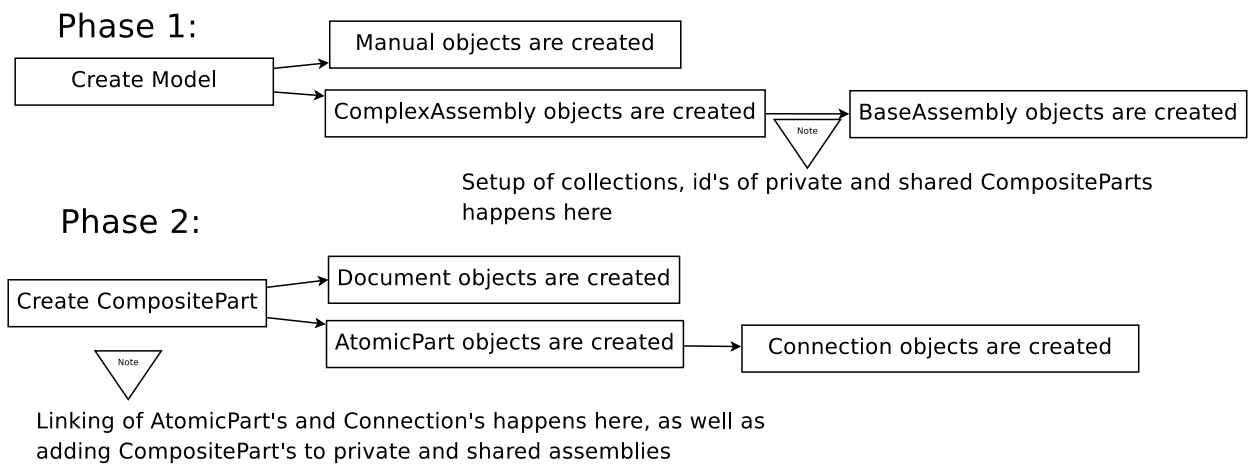 Phase 1:
Manual objects are created
Create Model
ComplexAssembly objects are created
BaseAssembly objects are created
Note
Setup of collections, id's of private and shared CompositeParts
happens here
Phase 2:
Document objects are created
Create CompositePart
AtomicPart objects are created
Connection objects are created
Note
Linking of AtomicPart's and Connection's happens here, as well as
adding CompositePart's to private and shared assemblies